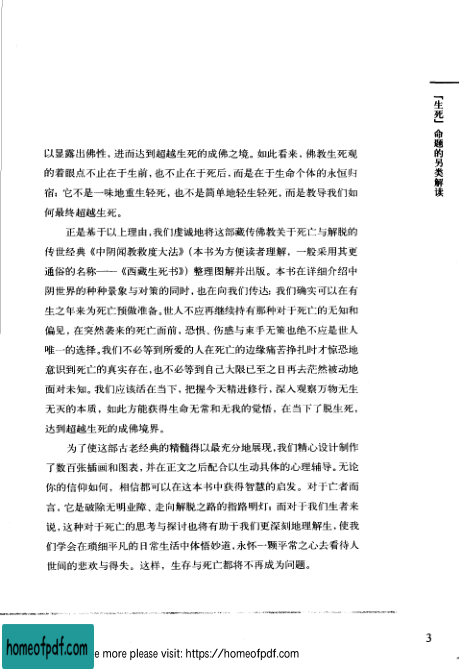 「生死」命题的另类解读
以显露出佛性，进而达到超越生死的成佛之境。如此看来，佛教生死观
的着眼点不止在于生前，也不止在于死后，而是在于生命个体的永恒归
宿；它不是一味地重生轻死，也不是简单地轻生轻死，而是教导我们如
何最终超越生死。
正是基于以上理由，我们虔诚地将这部藏传佛教关于死亡与解脱的
传世经典《中阴闻教救度大法》（本书为方便读者理解，一般采用其更
通俗的名称——《西藏生死书》）整理图解并出版。本书在详细介绍中
阴世界的种种景象与对策的同时，也在向我们传达：我们确实可以在有
生之年来为死亡预做准备。世人不应再继续持有那种对于死亡的无知和
偏见，在突然袭来的死亡面前，恐惧、伤感与束手无策也绝不应是世人
唯一的选择。我们不必等到所爱的人在死亡的边缘痛苦挣扎时才惊恐地
意识到死亡的真实存在，也不必等到自己大限已至之日再去茫然被动地
面对未知。我们应该活在当下，把握今天精进修行，深入观察万物无生
无灭的本质，如此方能获得生命无常和无我的觉悟，在当下了脱生死，
达到超越生死的成佛境界。
为了使这部古老经典的精髓得以最充分地展现，我们精心设计制作
了数百张插画和图表，并在正文之后配合以生动具体的心理辅导。无论
你的信仰如何，相信都可以在这本书中获得智慧的启发。对于亡者而
言，它是破除无明业障、走向解脱之路的指路明灯；而对于我们生者来
说，这种对于死亡的思考与探讨也将有助于我们更深刻地理解生，使我
们学会在琐细平凡的日常生活中体悟妙道，永怀一颗平常之心去看待人
世间的悲欢与得失。这样，生存与死亡都将不再成为问题。
3
homeofpdf.com
e more please visit: https://homeofpdf.com